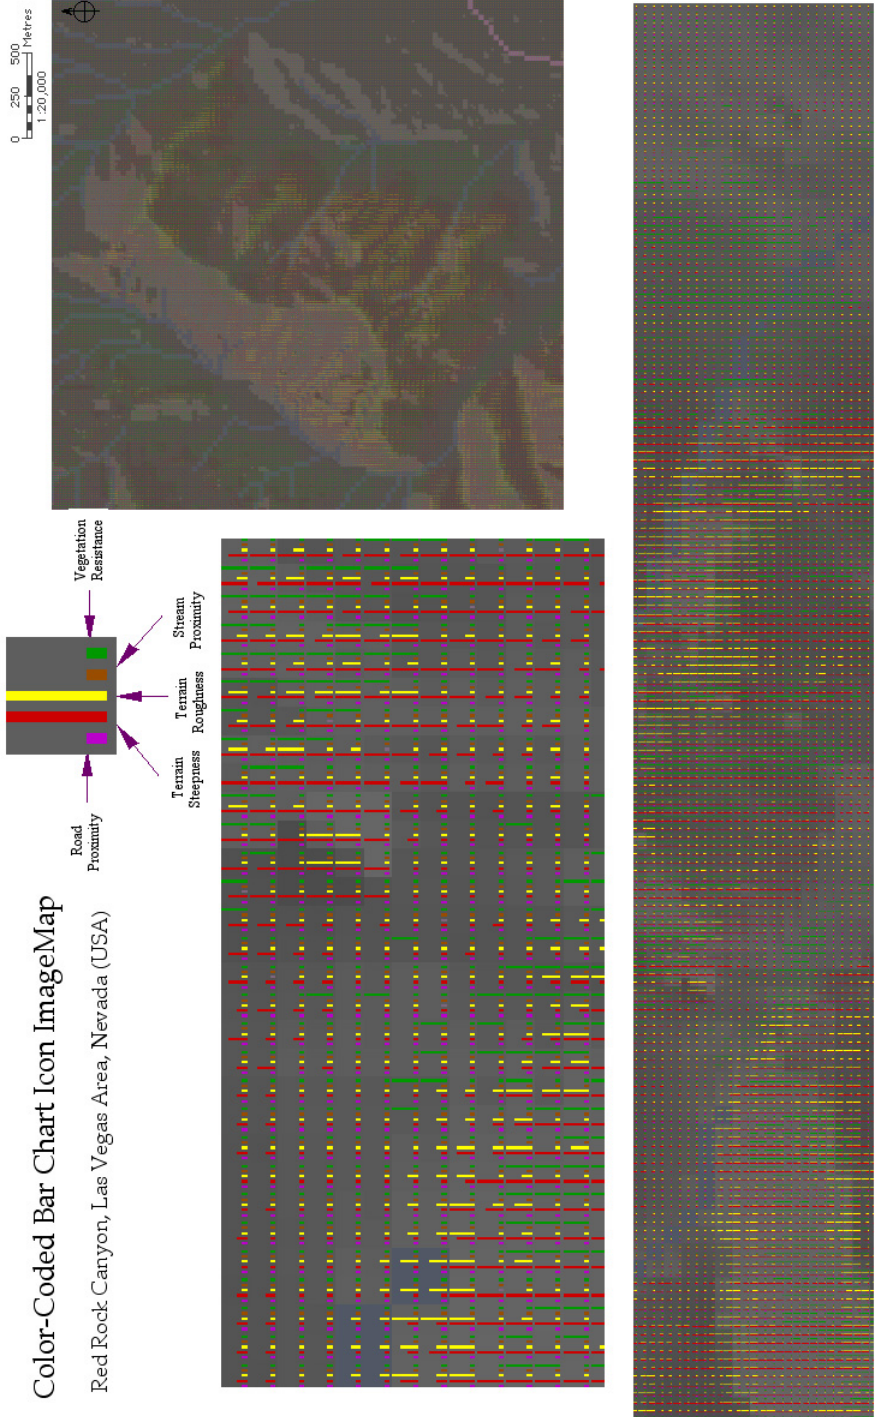 Color-Coded Bar Chart Icon ImageMap
Red Rock Canyon, Las Vegas Area, Nevada (USA)
Road
Proximity
Terrain
Steepness
Terrain
Roughness
Stream
Proximity
Vegetation
Resistance
0 250 500 Metres
1:20,000